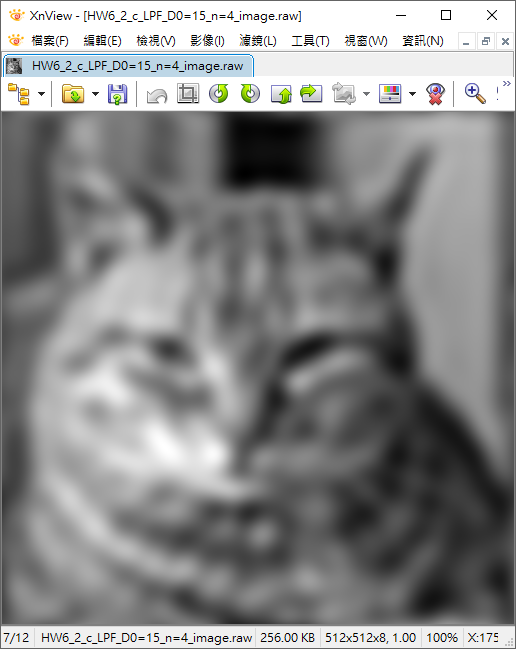 XnView - [HW6_2_c_LPF_D0=15_n=4_image.raw]
檔案(F) 編輯(E) 檢視(V) 影像(I) 濾鏡(L) 工具(T) 視窗(W) 資訊(N)
HW6_2_c_LPF_D0=15_n=4_image.raw
7/12 HW6_2_c_LPF_D0=15_n=4_image.raw 256.00 KB 512x512x8, 1.00 100% X:175